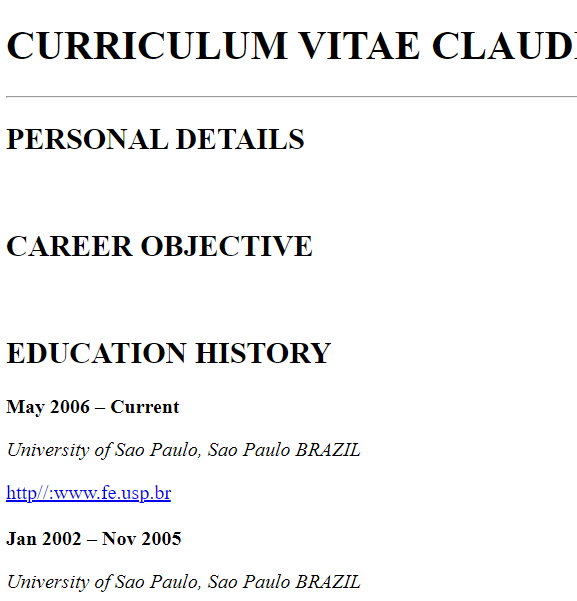 CURRICULUM VITAE CLAUD
PERSONAL DETAILS
CAREER OBJECTIVE
EDUCATION HISTORY
May 2006 – Current
University of Sao Paulo, Sao Paulo BRAZIL
http//:www.fe.usp.br
Jan 2002 – Nov 2005
University of Sao Paulo, Sao Paulo BRAZIL